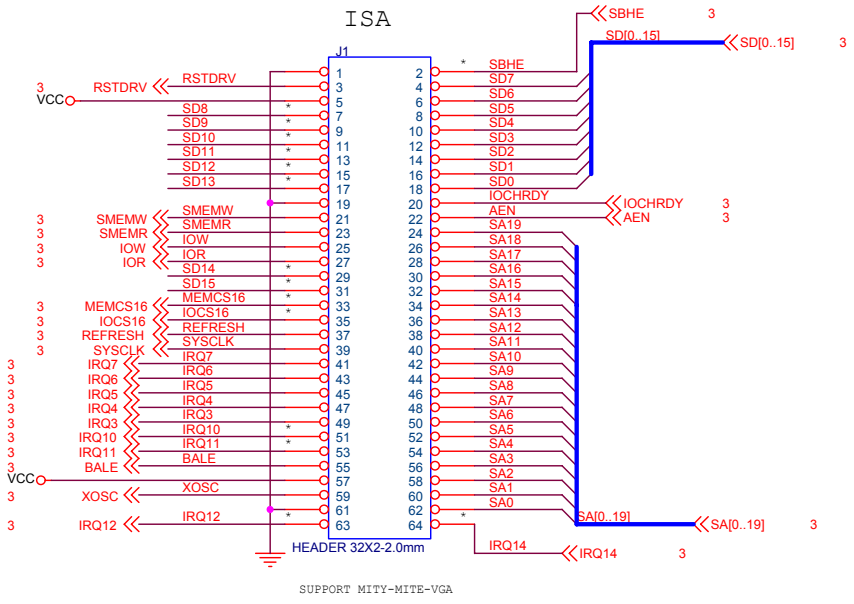 ISA
SBHE 3
SD[0..15]
SD[0..15] 3
J1
* SBHE
1 2
RSTDRV SD7
3 RSTDRV 3 4
VCC 5 6 SD6
SD8 * 7 8 SD5
SD9 * 9 10 SD4
SD10 * 11 12 SD3
SD11 * 13 14 SD2
SD12 * 15 16 SD1
SD13 17 18 SD0
19 20 IOCHRDY IOCHRDY 3
3 SMEMW SMEMW 21 22 AEN AEN 3
3 SMEMR SMEMR 23 24 SA19
3 IOW IOW 25 26 SA18
3 IOR IOR 27 28 SA17
SD14 * 29 30 SA16
SD15 * 31 32 SA15
3 MEMCS16 MEMCS16 * 33 34 SA14
3 IOCS16 IOCS16 * 35 36 SA13
3 REFRESH REFRESH 37 38 SA12
3 SYSCLK SYSCLK 39 40 SA11
3 IRQ7 IRQ7 41 42 SA10
3 IRQ6 IRQ6 43 44 SA9
3 IRQ5 IRQ5 45 46 SA8
3 IRQ4 IRQ4 47 48 SA7
3 IRQ3 IRQ3 49 50 SA6
3 IRQ10 IRQ10 * 51 52 SA5
3 IRQ11 IRQ11 * 53 54 SA4
3 BALE BALE 55 56 SA3
VCC 57 58 SA2
3 XOSC XOSC 59 60 SA1
61 62 SA0
SA[0..19]
3 IRQ12 IRQ12 * 63 64 * SA[0..19] 3
HEADER 32X2-2.0mm
IRQ14 IRQ14 3
SUPPORT MITY-MITE-VGA